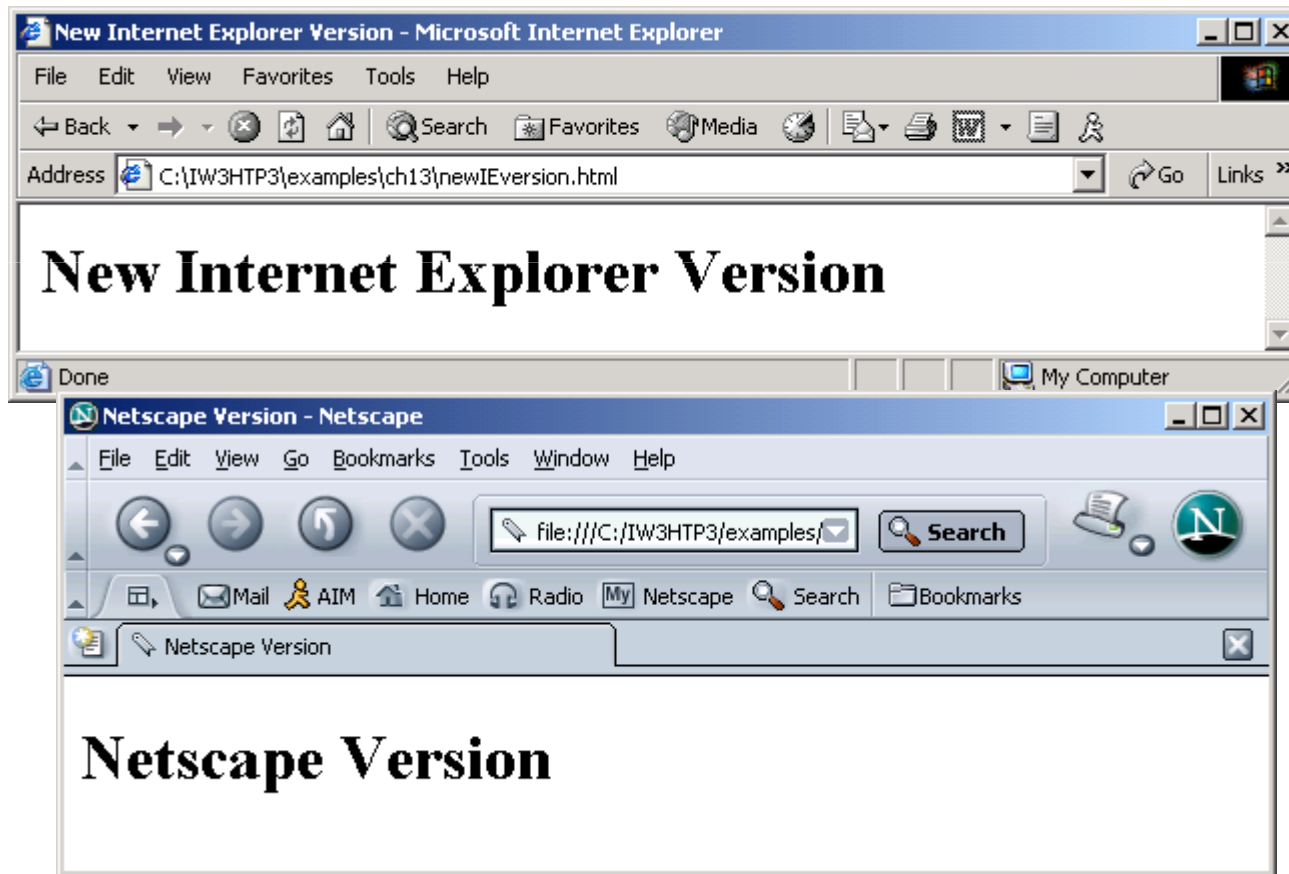 New Internet Explorer Version - Microsoft Internet Explorer
File Edit View Favorites Tools Help
Back Search Favorites Media W
Address C:\IW3HTP3\examples\ch13\newIEversion.html Go Links »
New Internet Explorer Version
Done My Computer
N Netscape Version - Netscape
File Edit View Go Bookmarks Tools Window Help
file:///C:/IW3HTP3/examples/ Search N
Mail AIM Home Radio My Netscape Search Bookmarks
Netscape Version
Netscape Version